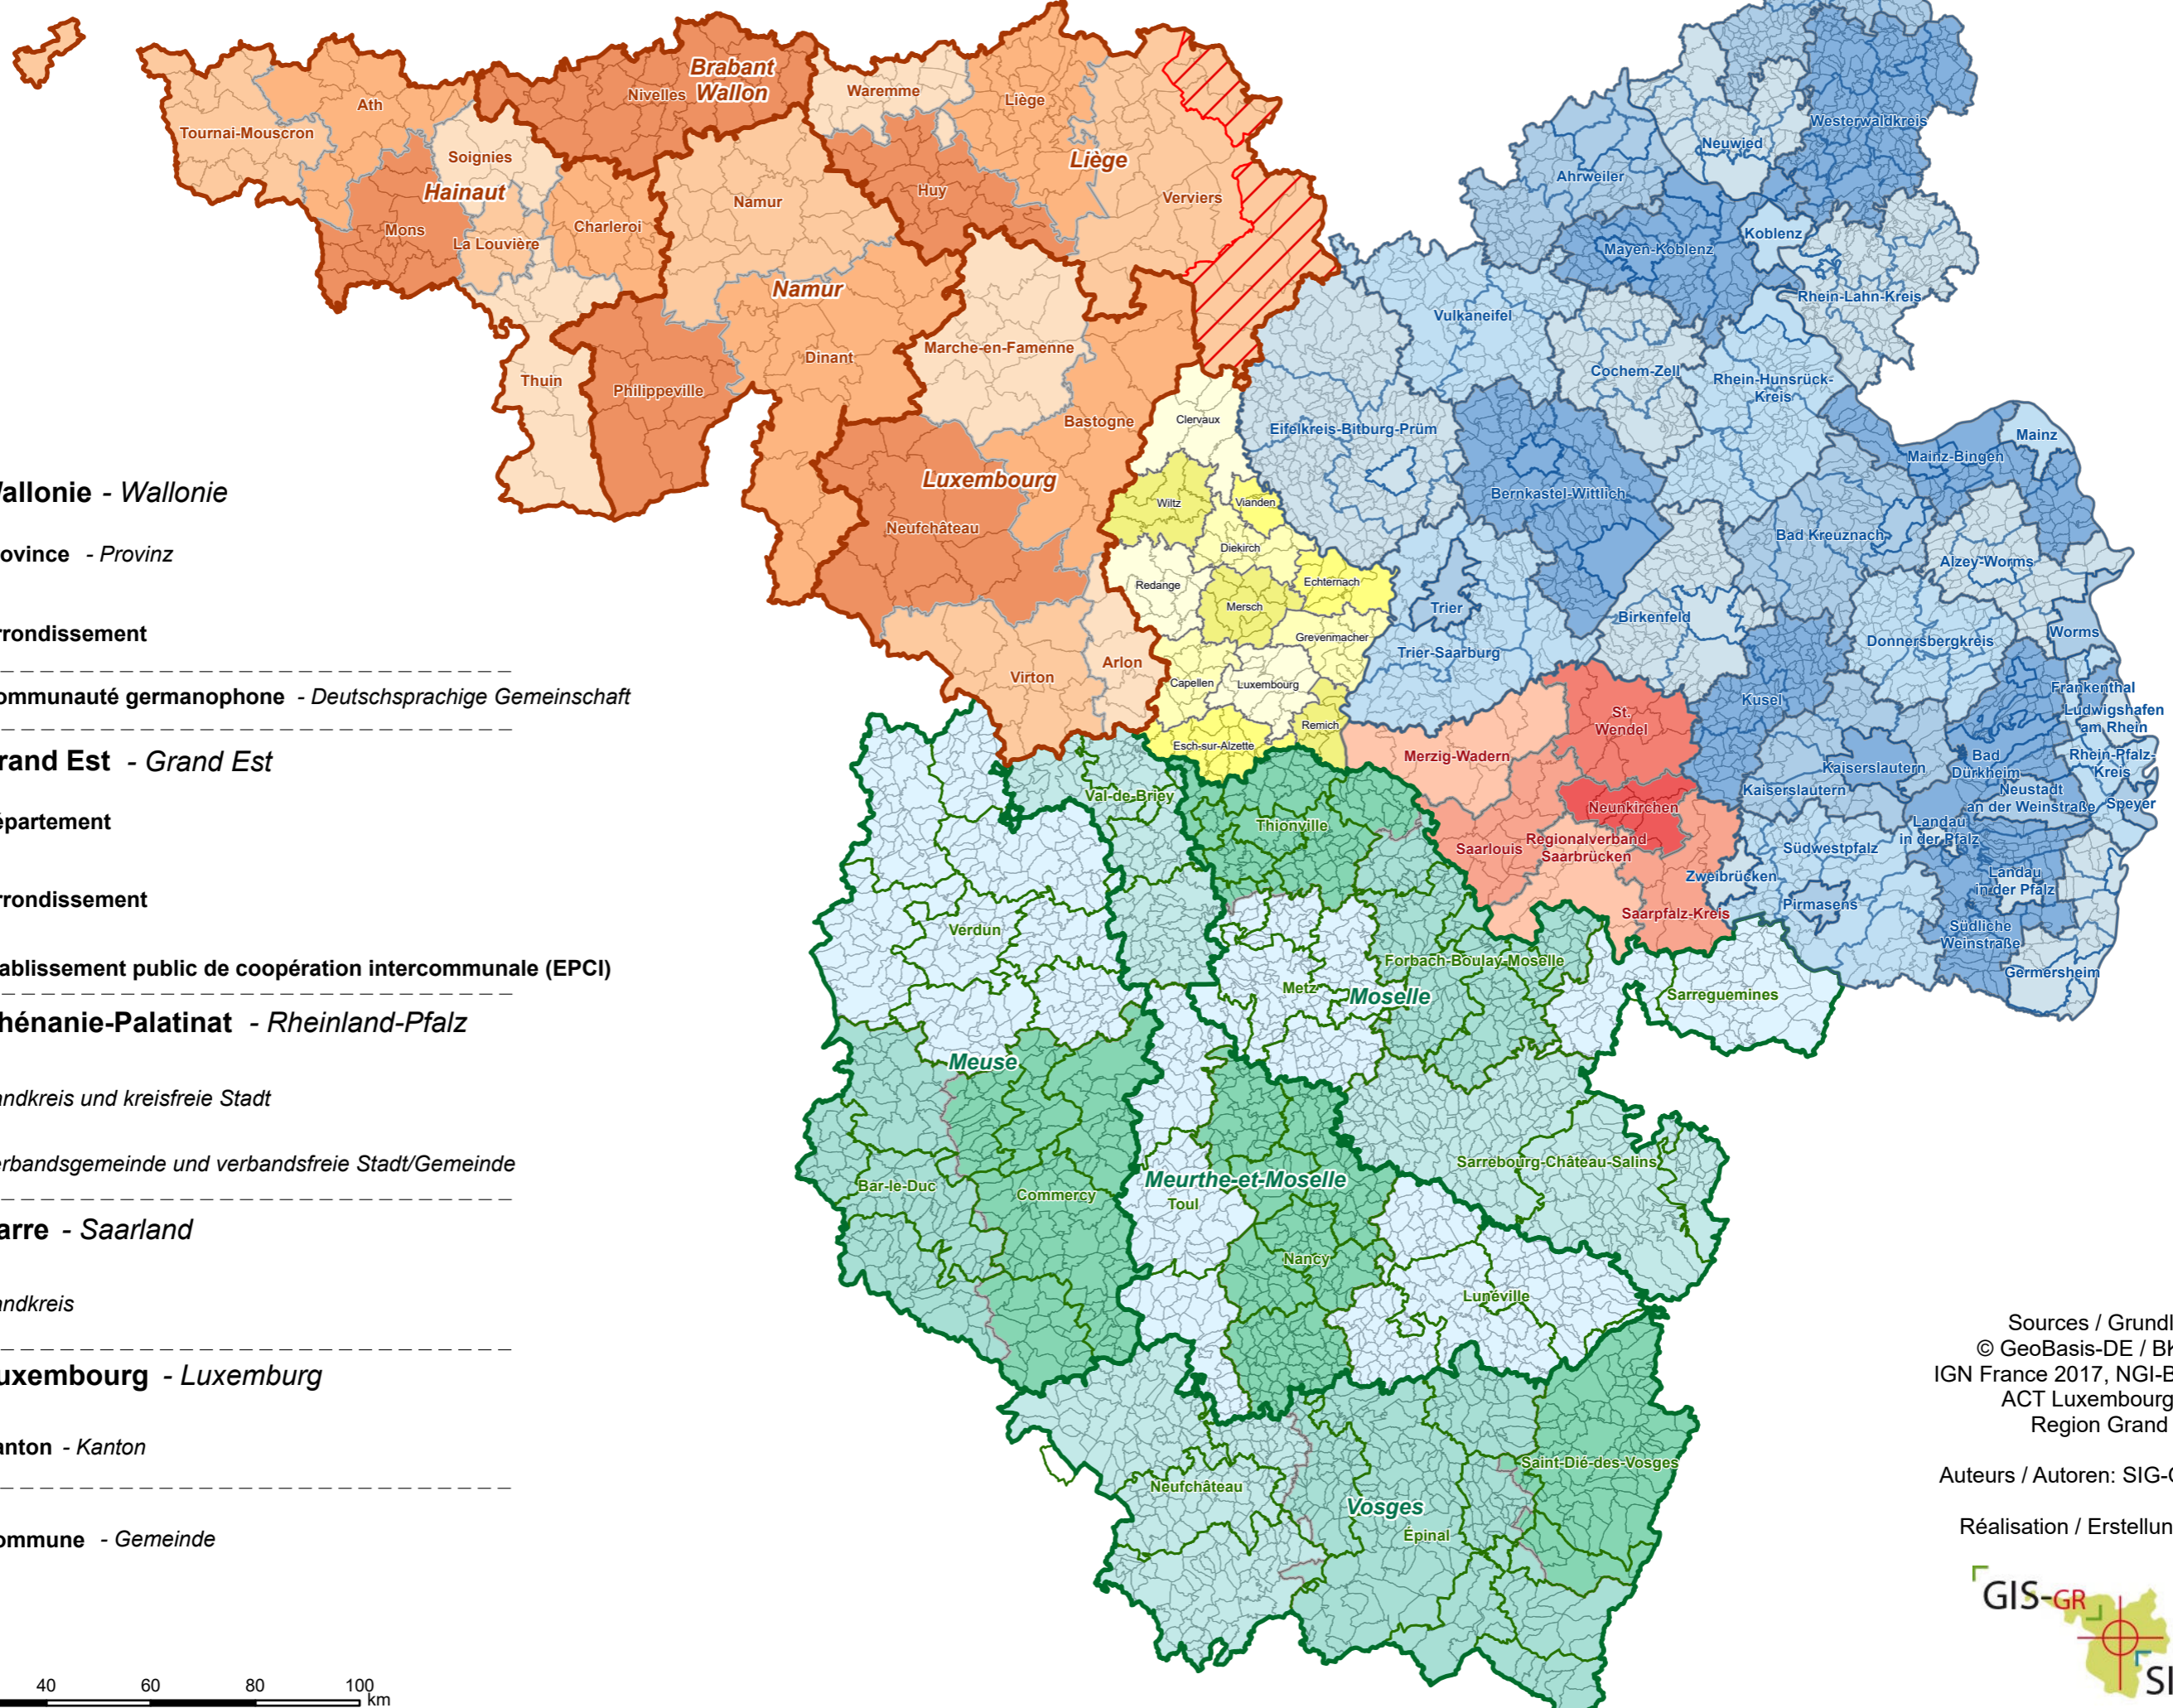 Brabant
Wallon
Nivelles
Waremme
Liège
Ath
Tournai-Mouscron
Soignies
Hainaut
Mons
La Louvière
Charleroi
Namur
Huy
Liège
Verviers
Namur
Dinant
Marche-en-Famenne
Thuin
Philippeville
Bastogne
Luxembourg
Neufchâteau
Virton
Arlon
Clervaux
Wiltz
Vianden
Diekirch
Redange
Echternach
Mersch
Grevenmacher
Capellen
Luxembourg
Remich
Esch-sur-Alzette
Westerwaldkreis
Neuwied
Ahrweiler
Koblenz
Mayen-Koblenz
Rhein-Lahn-Kreis
Vulkaneifel
Cochem-Zell
Rhein-Hunsrück-
Kreis
Eifelkreis-Bitburg-Prüm
Mainz
Mainz-Bingen
Bernkastel-Wittlich
Bad Kreuznach
Alzey-Worms
Trier
Birkenfeld
Worms
Donnersbergkreis
Trier-Saarburg
Frankenthal
Kusel
Ludwigshafen
am Rhein
Rhein-Pfalz-
Kreis
Bad
Dürkheim
Kaiserslautern
Kaiserslautern
Neustadt
an der Weinstraße
Speyer
Landau
in der Pfalz
Südwestpfalz
Zweibrücken
Landau
in der Pfalz
Pirmasens
Südliche
Weinstraße
Germersheim
St.
Wendel
Merzig-Wadern
Neunkirchen
Saarlouis
Regionalverband
Saarbrücken
Saarpfalz-Kreis
Val-de-Briey
Thionville
Verdun
Forbach-Boulay-Moselle
Metz
Moselle
Sarreguemines
Meuse
Sarrebourg-Château-Salins
Meurthe-et-Moselle
Bar-le-Duc
Commercy
Toul
Nancy
Lunéville
Saint-Dié-des-Vosges
Neufchâteau
Vosges
Épinal
allonie - Wallonie
ovince - Provinz
rrondissement
ommunauté germanophone - Deutschsprachige Gemeinschaft
rand Est - Grand Est
épartement
rrondissement
ablissement public de coopération intercommunale (EPCI)
hénanie-Palatinat - Rheinland-Pfalz
andkreis und kreisfreie Stadt
erbandsgemeinde und verbandsfreie Stadt/Gemeinde
arre - Saarland
andkreis
uxembourg - Luxemburg
anton - Kanton
ommune - Gemeinde
40 60 80 100
km
Sources / Grundl
© GeoBasis-DE / BK
IGN France 2017, NGI-B
ACT Luxembourg
Region Grand
Auteurs / Autoren: SIG-G
Réalisation / Erstellun
GIS-GR
SI